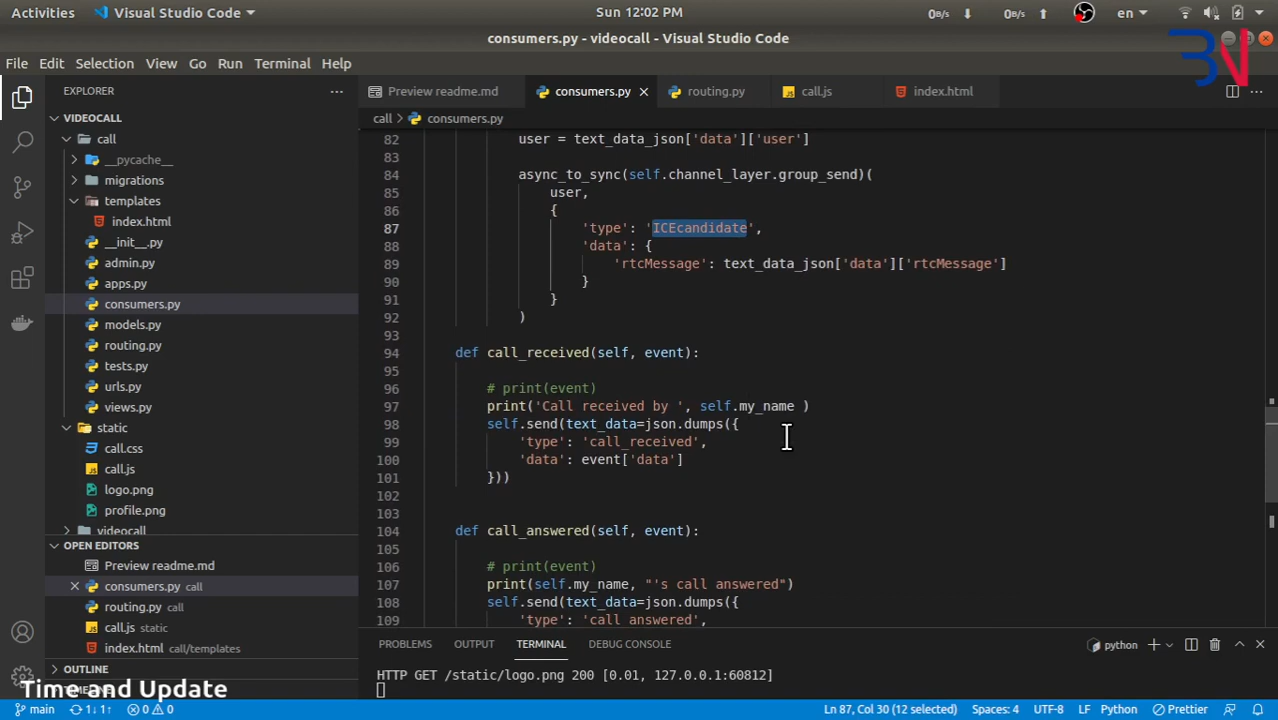 Activities
Visual Studio Code
Sun 12:02 PM
0B/s
0B/s
en
consumers.py - videocall - Visual Studio Code
BN
File Edit Selection View Go Run Terminal Help
EXPLORER
Preview readme.md
consumers.py
routing.py
call.js
index.html
VIDEOCALL
call > consumers.py
call
__pycache__
migrations
templates
index.html
__init__.py
admin.py
apps.py
consumers.py
models.py
routing.py
tests.py
urls.py
views.py
static
call.css
call.js
logo.png
profile.png
videocall
OPEN EDITORS
Preview readme.md
consumers.py call
routing.py call
call.js static
index.html call/templates
OUTLINE
82 user = text_data_json['data']['user']
83
84 async_to_sync(self.channel_layer.group_send)(
85 user,
86 {
87 'type': 'ICEcandidate',
88 'data': {
89 'rtcMessage': text_data_json['data']['rtcMessage']
90 }
91 }
92 )
93
94 def call_received(self, event):
95
96 # print(event)
97 print('Call received by ', self.my_name )
98 self.send(text_data=json.dumps({
99 'type': 'call_received',
100 'data': event['data']
101 }))
102
103
104 def call_answered(self, event):
105
106 # print(event)
107 print(self.my_name, "'s call answered")
108 self.send(text_data=json.dumps({
109 'type': 'call answered',
PROBLEMS OUTPUT TERMINAL DEBUG CONSOLE
python
HTTP GET /static/logo.png 200 [0.01, 127.0.0.1:60812]
Time and Update
main 1↓ 1↑ 0 0
Ln 87, Col 30 (12 selected) Spaces: 4 UTF-8 LF Python Prettier